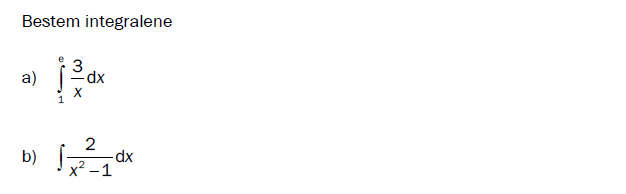 Bestem integralene
a) ∫₁ᵉ 3/x dx
b) ∫ 2/(x² – 1) dx